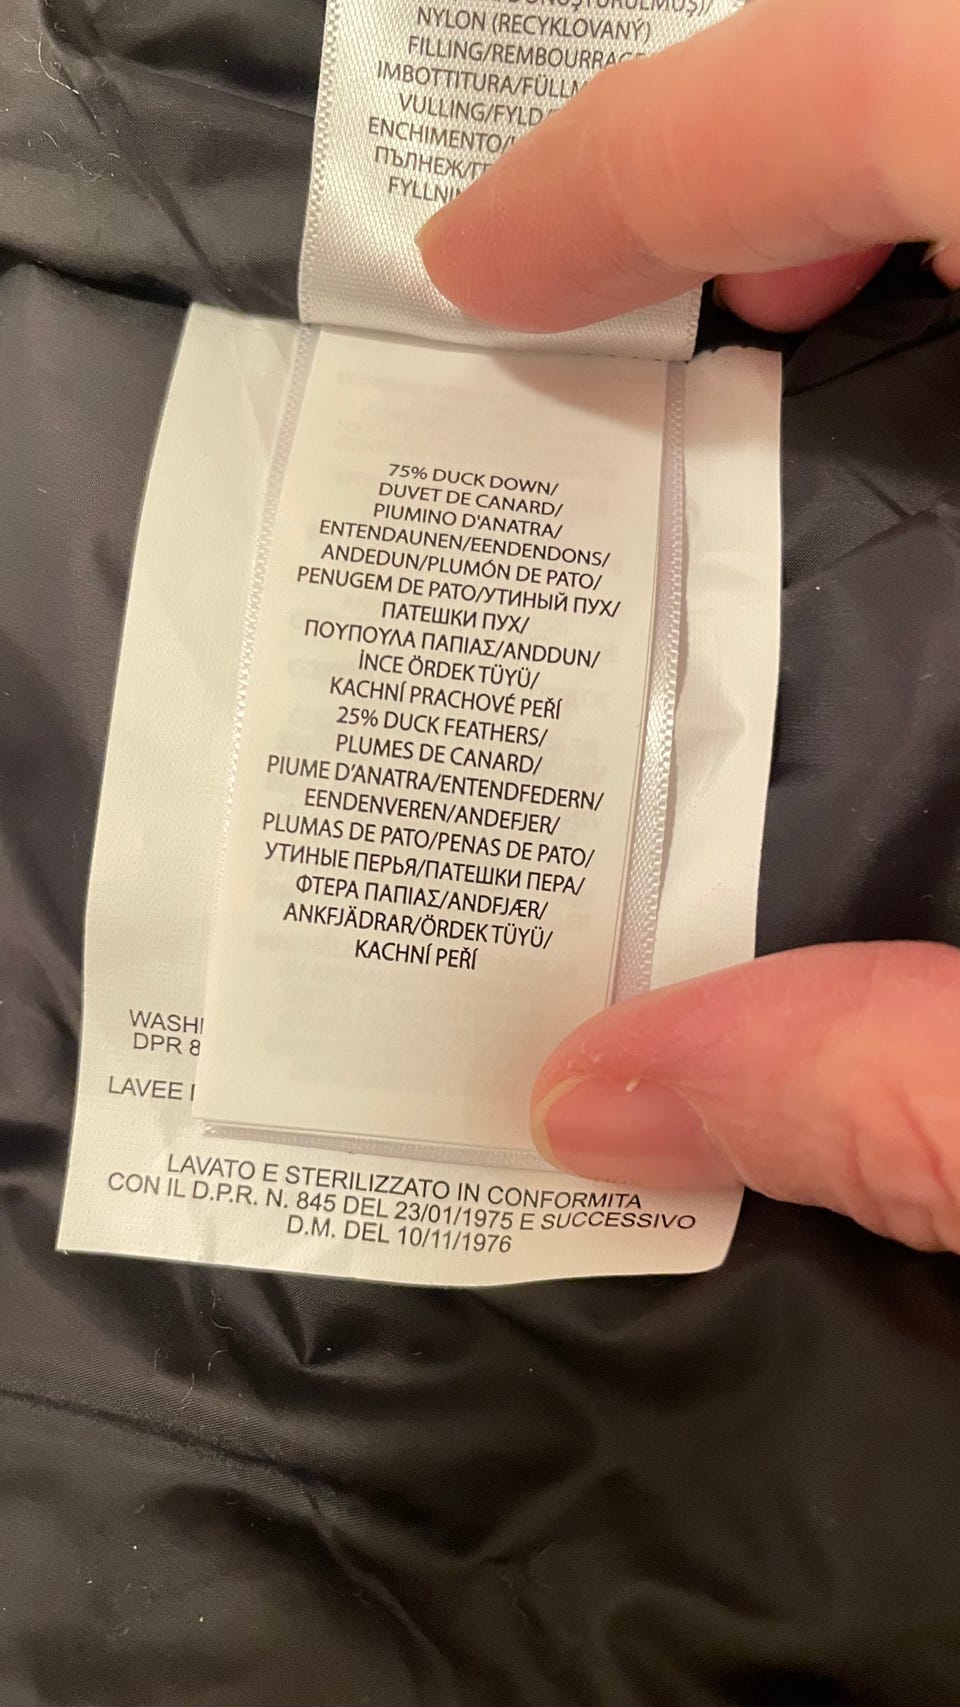 NYLON (RECYKLOVANÝ)
FILLING/REMBOURRAGE
IMBOTTITURA/
VULLING/FYLD/
ENCHIMENTO/
ПЪЛНЕЖ/
75% DUCK DOWN/
DUVET DE CANARD/
PIUMINO D'ANATRA/
ENTENDAUNEN/EENDENDONS/
ANDEDUN/PLUMÓN DE PATO/
PENUGEM DE PATO/УТИНЫЙ ПУХ/
ПАТЕШКИ ПУХ/
ΠΟΥΠΟΥΛΑ ΠΑΠΙΑΣ/ANDDUN/
İNCE ÖRDEK TÜYÜ/
KACHNÍ PRACHOVÉ PEŘÍ
25% DUCK FEATHERS/
PLUMES DE CANARD/
PIUME D’ANATRA/ENTENDFEDERN/
EENDENVEREN/ANDEFJER/
PLUMAS DE PATO/PENAS DE PATO/
УТИНЫЕ ПЕРЬЯ/ПАТЕШКИ ПЕРА/
ΦΤΕΡΑ ΠΑΠΙΑΣ/ANDFJÆR/
ANKFJÄDRAR/ÖRDEK TÜYÜ/
KACHNÍ PEŘÍ
DPR 8
LAVEE
LAVATO E STERILIZZATO IN CONFORMITA
CON IL D.P.R. N. 845 DEL 23/01/1975 E SUCCESSIVO
D.M. DEL 10/11/1976